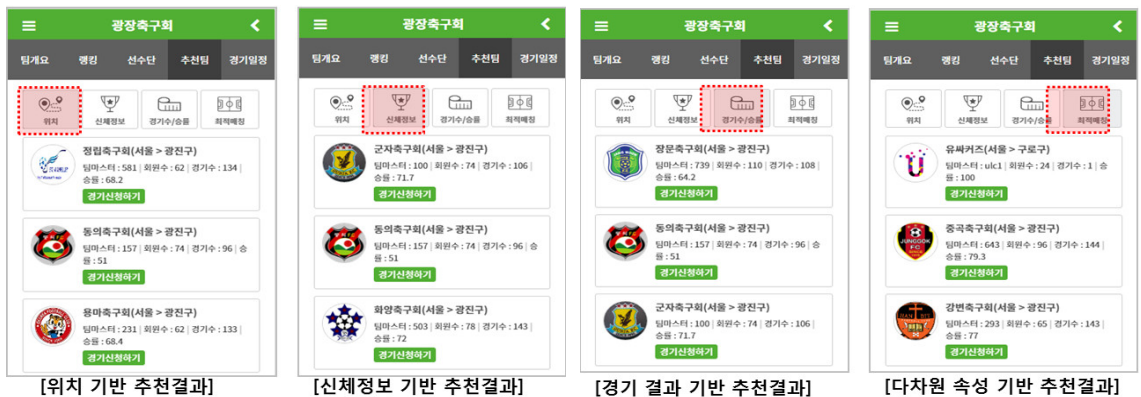 광장축구회
팀개요 랭킹 선수단 추천팀 경기일정
위치 신체정보 경기수/승률 최적매칭
정립축구회(서울 > 광진구)
팀마스터 : 581 | 회원수 : 62 | 경기수 : 134 |
승률 : 68.2
경기신청하기
동의축구회(서울 > 광진구)
팀마스터 : 157 | 회원수 : 74 | 경기수 : 96 | 승
률 : 51
경기신청하기
용마축구회(서울 > 광진구)
팀마스터 : 231 | 회원수 : 62 | 경기수 : 133 |
승률 : 68.4
경기신청하기
[위치 기반 추천결과]
광장축구회
팀개요 랭킹 선수단 추천팀 경기일정
위치 신체정보 경기수/승률 최적매칭
군자축구회(서울 > 광진구)
팀마스터 : 100 | 회원수 : 74 | 경기수 : 106 |
승률 : 71.7
경기신청하기
동의축구회(서울 > 광진구)
팀마스터 : 157 | 회원수 : 74 | 경기수 : 96 | 승
률 : 51
경기신청하기
화양축구회(서울 > 광진구)
팀마스터 : 503 | 회원수 : 78 | 경기수 : 143 |
승률 : 72
경기신청하기
[신체정보 기반 추천결과]
광장축구회
팀개요 랭킹 선수단 추천팀 경기일정
위치 신체정보 경기수/승률 최적매칭
장문축구회(서울 > 광진구)
팀마스터 : 739 | 회원수 : 110 | 경기수 : 108 |
승률 : 64.2
경기신청하기
동의축구회(서울 > 광진구)
팀마스터 : 157 | 회원수 : 74 | 경기수 : 96 | 승
률 : 51
경기신청하기
군자축구회(서울 > 광진구)
팀마스터 : 100 | 회원수 : 74 | 경기수 : 106 |
승률 : 71.7
경기신청하기
[경기 결과 기반 추천결과]
광장축구회
팀개요 랭킹 선수단 추천팀 경기일정
위치 신체정보 경기수/승률 최적매칭
유싸커즈(서울 > 구로구)
팀마스터 : ulc1 | 회원수 : 24 | 경기수 : 1 | 승
률 : 100
경기신청하기
중곡축구회(서울 > 광진구)
JUNGGOK
FC
팀마스터 : 643 | 회원수 : 96 | 경기수 : 144 |
승률 : 79.3
경기신청하기
강변축구회(서울 > 광진구)
팀마스터 : 293 | 회원수 : 65 | 경기수 : 143 |
승률 : 77
경기신청하기
[다차원 속성 기반 추천결과]